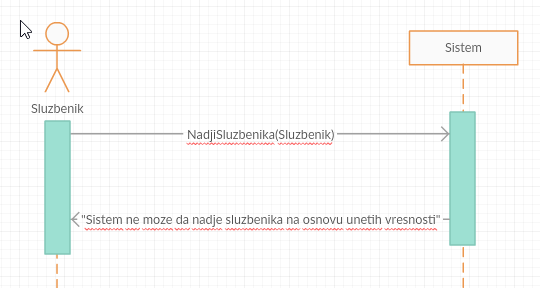 Sistem
Sluzbenik
NadjiSluzbenika(Sluzbenik)
"Sistem ne moze da nadje sluzbenika na osnovu unetih vresnosti"